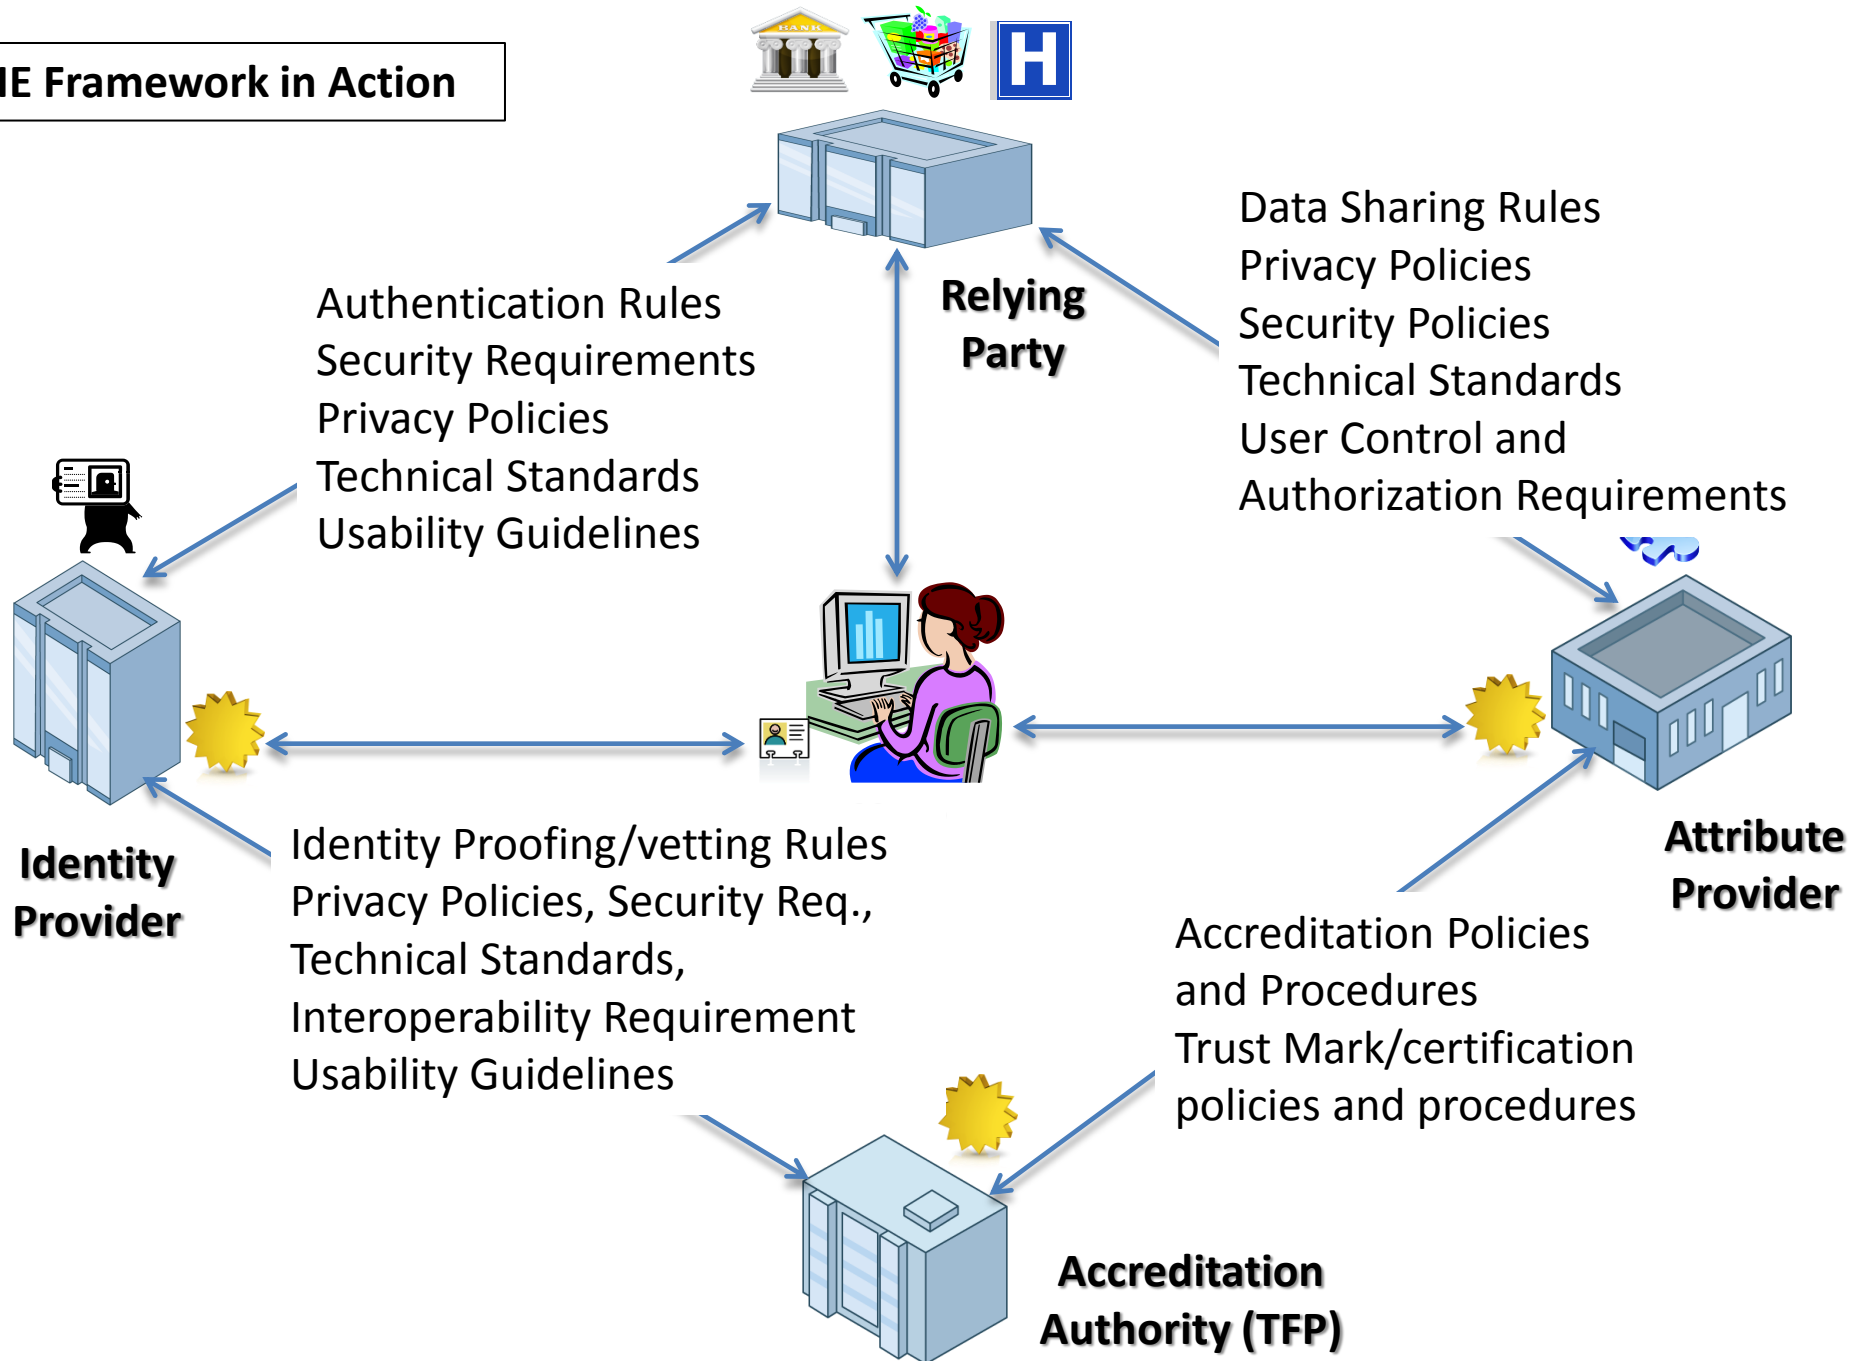 IE Framework in Action
BANK
H
Data Sharing Rules
Privacy Policies
Security Policies
Technical Standards
User Control and
Authorization Requirements
Relying
Party
Authentication Rules
Security Requirements
Privacy Policies
Technical Standards
Usability Guidelines
Identity
Provider
Attribute
Provider
Identity Proofing/vetting Rules
Privacy Policies, Security Req.,
Technical Standards,
Interoperability Requirement
Usability Guidelines
Accreditation Policies
and Procedures
Trust Mark/certification
policies and procedures
Accreditation
Authority (TFP)